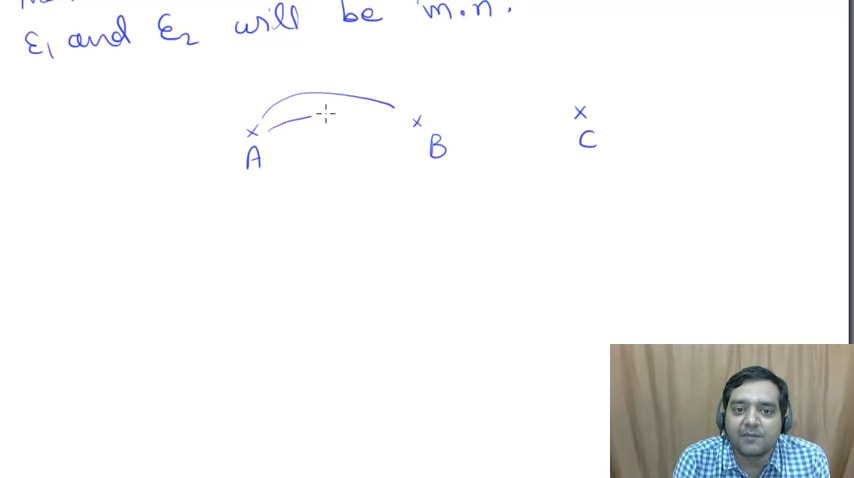 ε₁ and ε₂ will be m.n.
x x x
A B C